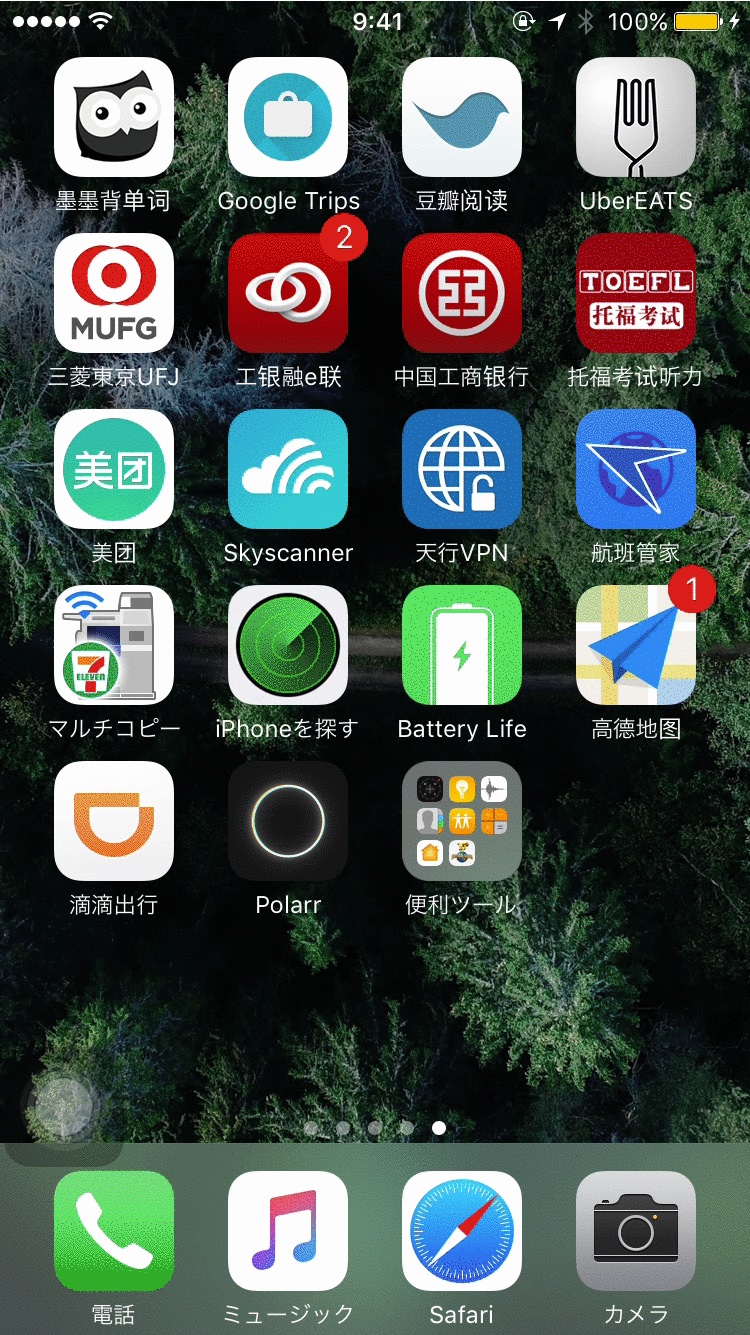 9:41
100%
墨墨背单词
Google Trips
豆瓣阅读
UberEATS
MUFG
2
TOEFL
托福考试
三菱東京UFJ
工银融e联
中国工商银行
托福考试听力
美团
美团
Skyscanner
天行VPN
航班管家
7
ELEVEN
1
マルチコピー
iPhoneを探す
Battery Life
高德地图
滴滴出行
Polarr
便利ツール
電話
ミュージック
Safari
カメラ